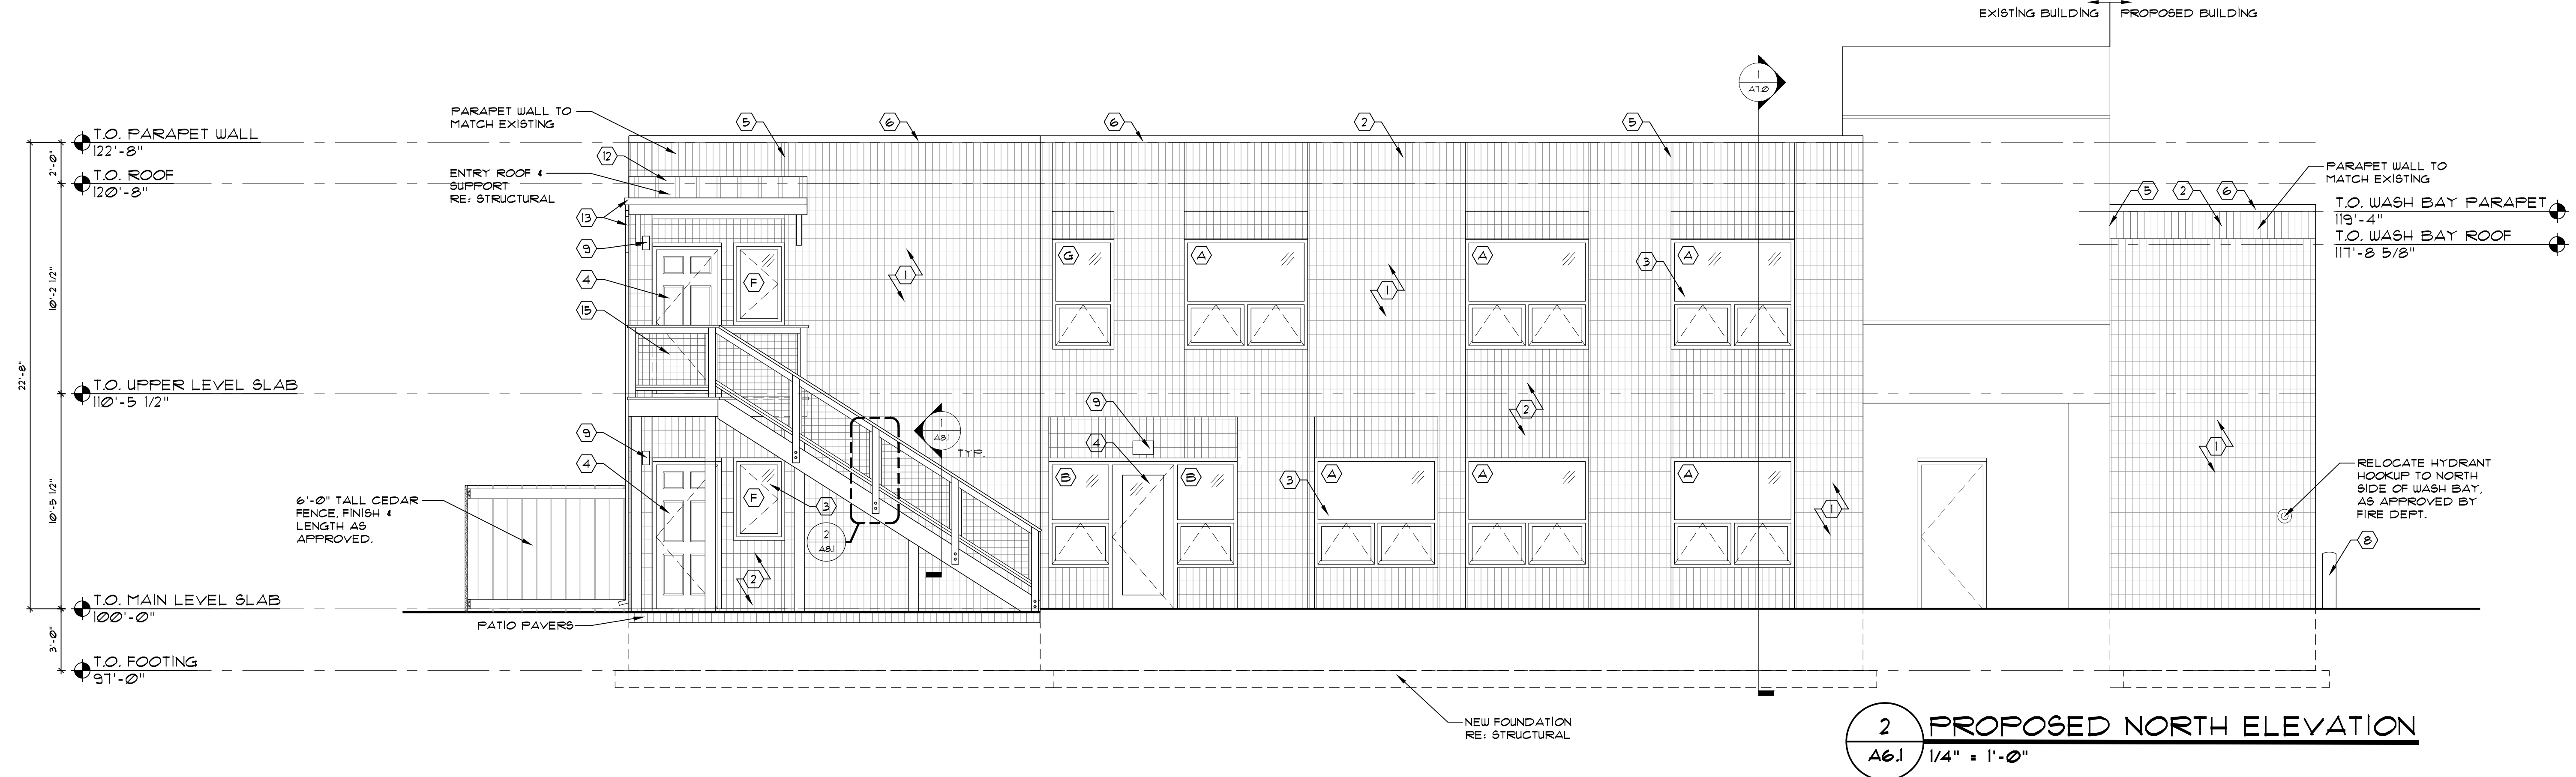 EXISTING BUILDING
PROPOSED BUILDING
1
A7.0
PARAPET WALL TO
MATCH EXISTING
5
6
6
2
5
T.O. PARAPET WALL
122'-8"
2'-0"
12
T.O. ROOF
120'-8"
ENTRY ROOF &
SUPPORT
RE: STRUCTURAL
PARAPET WALL TO
MATCH EXISTING
5
2
6
T.O. WASH BAY PARAPET
119'-4"
T.O. WASH BAY ROOF
117'-8 5/8"
13
9
4
15
F
1
G
A
1
A
3
A
10'-2 1/2"
22'-8"
T.O. UPPER LEVEL SLAB
110'-5 1/2"
1
A8.1
TYP.
9
4
2
9
4
1
B
B
A
A
A
3
1
F
3
2
A8.1
2
10'-5 1/2"
6'-0" TALL CEDAR
FENCE, FINISH &
LENGTH AS
APPROVED.
RELOCATE HYDRANT
HOOKUP TO NORTH
SIDE OF WASH BAY,
AS APPROVED BY
FIRE DEPT.
8
T.O. MAIN LEVEL SLAB
100'-0"
PATIO PAVERS
3'-0"
T.O. FOOTING
97'-0"
NEW FOUNDATION
RE: STRUCTURAL
2
A6.1
PROPOSED NORTH ELEVATION
1/4" = 1'-0"